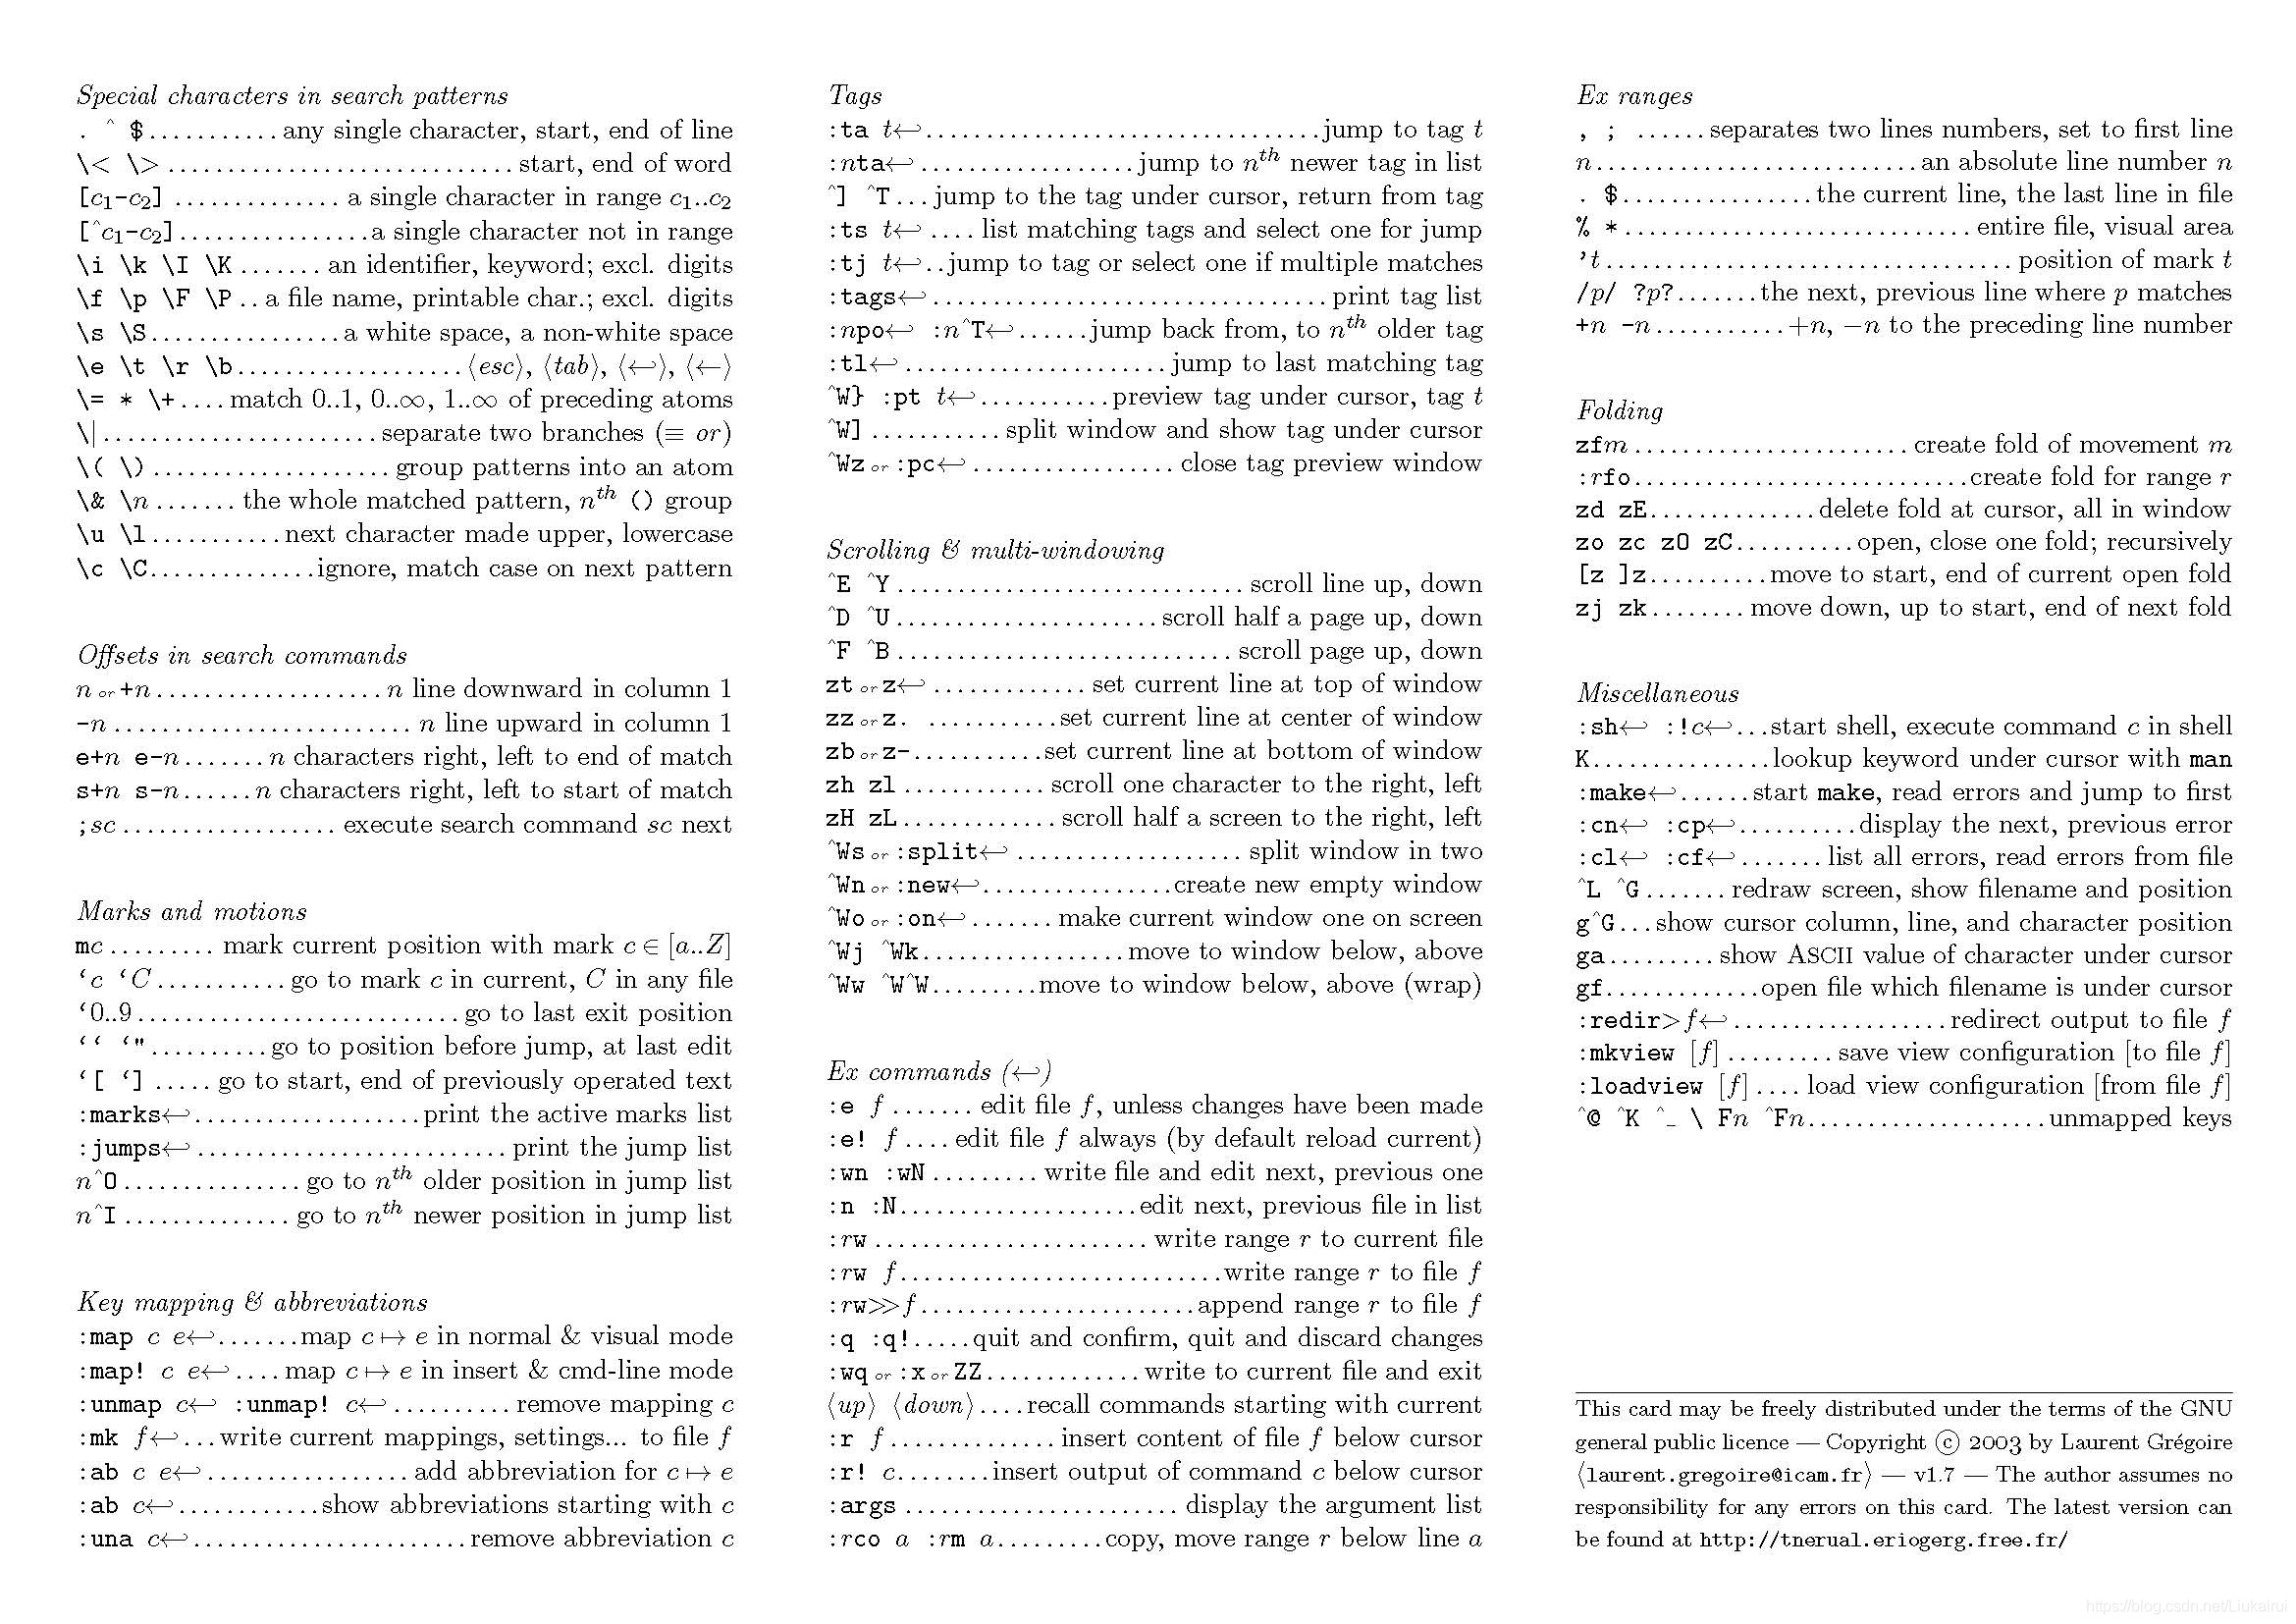 Special characters in search patterns
. ^ $...........any single character, start, end of line
\< \>.............................start, end of word
[c1-c2]..............a single character in range c1..c2
[^c1-c2]................a single character not in range
\i \k \I \K.......an identifier, keyword; excl. digits
\f \p \F \P..a file name, printable char.; excl. digits
\s \S................a white space, a non-white space
\e \t \r \b...................⟨esc⟩, ⟨tab⟩, ⟨↩⟩, ⟨←⟩
\= * \+....match 0..1, 0..∞, 1..∞ of preceding atoms
\|.......................separate two branches (≡ or)
\( \)....................group patterns into an atom
\& \n.......the whole matched pattern, nth () group
\u \l...........next character made upper, lowercase
\c \C..............ignore, match case on next pattern
Offsets in search commands
n or +n...................n line downward in column 1
-n.........................n line upward in column 1
e+n e-n.......n characters right, left to end of match
s+n s-n......n characters right, left to start of match
;sc..................execute search command sc next
Marks and motions
mc.........mark current position with mark c ∈ [a..Z]
‘c ‘C...........go to mark c in current, C in any file
‘0..9...........................go to last exit position
‘‘ ‘"..........go to position before jump, at last edit
‘[ ‘].....go to start, end of previously operated text
:marks↩...................print the active marks list
:jumps↩..........................print the jump list
n^O...............go to nth older position in jump list
n^I..............go to nth newer position in jump list
Key mapping & abbreviations
:map c e↩.......map c ↦ e in normal & visual mode
:map! c e↩....map c ↦ e in insert & cmd-line mode
:unmap c↩ :unmap! c↩..........remove mapping c
:mk f↩...write current mappings, settings... to file f
:ab c e↩.................add abbreviation for c ↦ e
:ab c↩............show abbreviations starting with c
:una c↩.......................remove abbreviation c
Tags
:ta t↩.................................jump to tag t
:nta↩..................jump to nth newer tag in list
^] ^T...jump to the tag under cursor, return from tag
:ts t↩....list matching tags and select one for jump
:tj t↩..jump to tag or select one if multiple matches
:tags↩.................................print tag list
:npo↩ :n^T↩......jump back from, to nth older tag
:tl↩......................jump to last matching tag
^W} :pt t↩...........preview tag under cursor, tag t
^W]...........split window and show tag under cursor
^Wz or :pc↩.................close tag preview window
Scrolling & multi-windowing
^E ^Y.............................scroll line up, down
^D ^U......................scroll half a page up, down
^F ^B............................scroll page up, down
zt or z↩.............set current line at top of window
zz or z. ...........set current line at center of window
zb or z-...........set current line at bottom of window
zh zl............scroll one character to the right, left
zH zL.............scroll half a screen to the right, left
^Ws or :split↩...................split window in two
^Wn or :new↩................create new empty window
^Wo or :on↩.......make current window one on screen
^Wj ^Wk.................move to window below, above
^Ww ^W^W.........move to window below, above (wrap)
Ex commands (↩)
:e f.......edit file f, unless changes have been made
:e! f....edit file f always (by default reload current)
:wn :wN.........write file and edit next, previous one
:n :N....................edit next, previous file in list
:rw.......................write range r to current file
:rw f...........................write range r to file f
:rw≫f.......................append range r to file f
:q :q!.....quit and confirm, quit and discard changes
:wq or :x or ZZ.............write to current file and exit
⟨up⟩ ⟨down⟩....recall commands starting with current
:r f..............insert content of file f below cursor
:r! c........insert output of command c below cursor
:args.......................display the argument list
:rco a :rm a.........copy, move range r below line a
Ex ranges
, ; ......separates two lines numbers, set to first line
n...........................an absolute line number n
. $................the current line, the last line in file
% *.............................entire file, visual area
’t..................................position of mark t
/p/ ?p?.......the next, previous line where p matches
+n -n...........+n, −n to the preceding line number
Folding
zfm.......................create fold of movement m
:rfo............................create fold for range r
zd zE..............delete fold at cursor, all in window
zo zc zO zC..........open, close one fold; recursively
[z ]z..........move to start, end of current open fold
zj zk........move down, up to start, end of next fold
Miscellaneous
:sh↩ :!c↩...start shell, execute command c in shell
K...............lookup keyword under cursor with man
:make↩......start make, read errors and jump to first
:cn↩ :cp↩..........display the next, previous error
:cl↩ :cf↩.......list all errors, read errors from file
^L ^G.......redraw screen, show filename and position
g^G...show cursor column, line, and character position
ga.........show ASCII value of character under cursor
gf.............open file which filename is under cursor
:redir>f↩..................redirect output to file f
:mkview [f].........save view configuration [to file f]
:loadview [f]....load view configuration [from file f]
^@ ^K ^_ \ Fn ^Fn....................unmapped keys
This card may be freely distributed under the terms of the GNU
general public licence — Copyright © 2003 by Laurent Grégoire
⟨laurent.gregoire@icam.fr⟩ — v1.7 — The author assumes no
responsibility for any errors on this card. The latest version can
be found at http://tnerual.eriogerg.free.fr/
https://blog.csdn.net/Liukairui